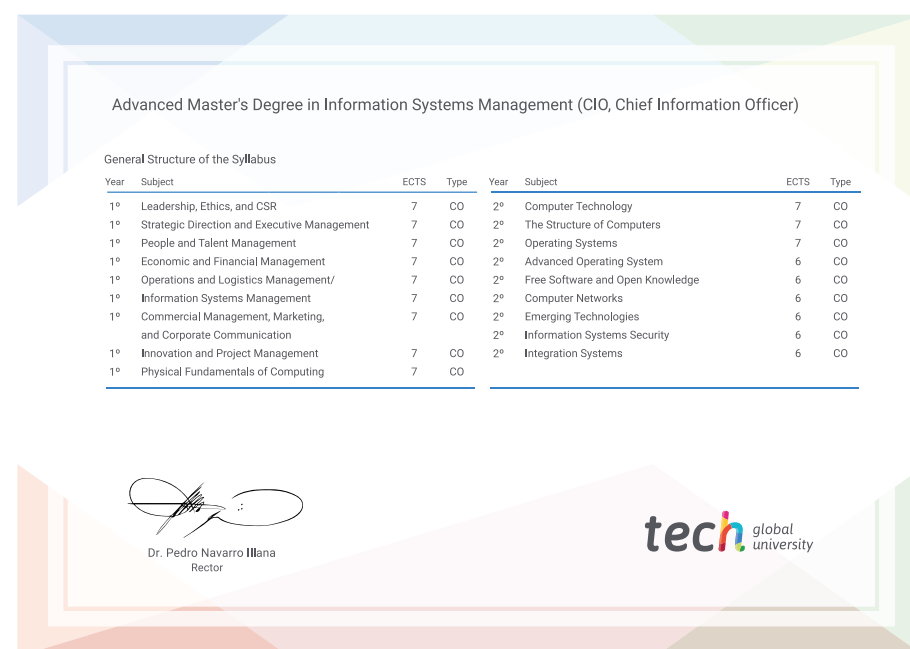 Advanced Master's Degree in Information Systems Management (CIO, Chief Information Officer)
General Structure of the Syllabus
Year Subject ECTS Type
1º Leadership, Ethics, and CSR 7 CO
1º Strategic Direction and Executive Management 7 CO
1º People and Talent Management 7 CO
1º Economic and Financial Management 7 CO
1º Operations and Logistics Management/ 7 CO
1º Information Systems Management 7 CO
1º Commercial Management, Marketing, 7 CO
and Corporate Communication
1º Innovation and Project Management 7 CO
1º Physical Fundamentals of Computing 7 CO
Year Subject ECTS Type
2º Computer Technology 7 CO
2º The Structure of Computers 7 CO
2º Operating Systems 7 CO
2º Advanced Operating System 6 CO
2º Free Software and Open Knowledge 6 CO
2º Computer Networks 6 CO
2º Emerging Technologies 6 CO
2º Information Systems Security 6 CO
2º Integration Systems 6 CO
Dr. Pedro Navarro Illana
Rector
tech global
university